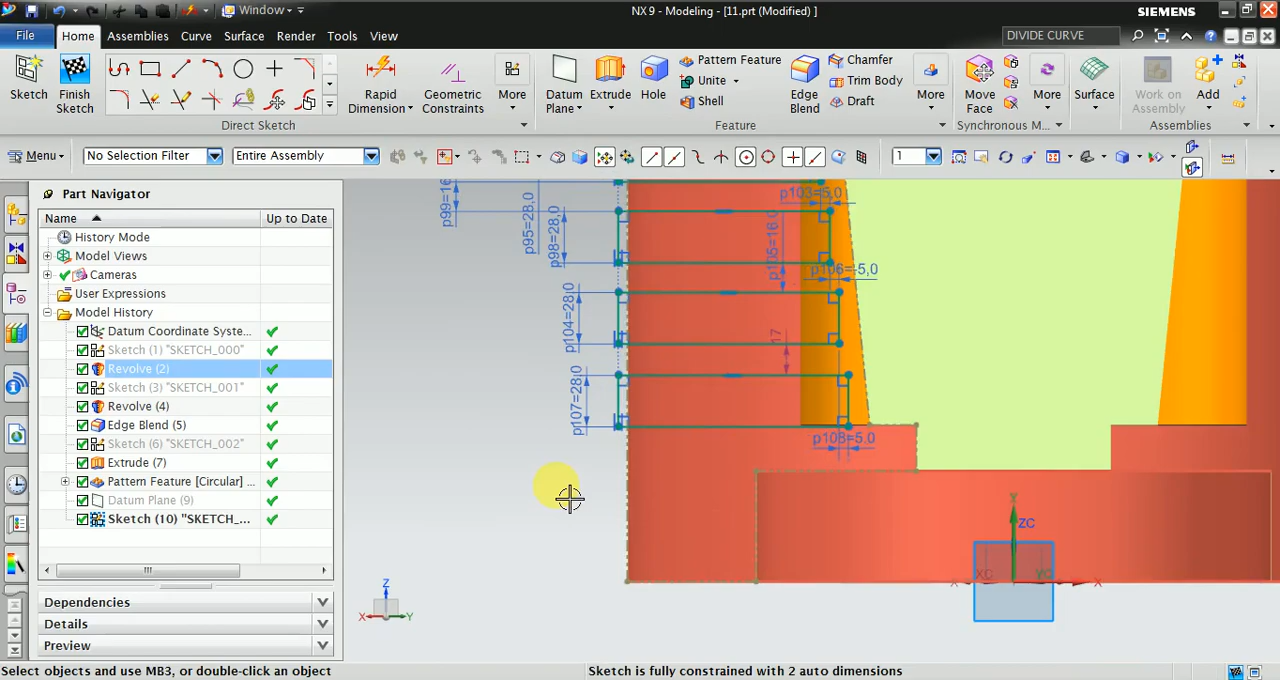 Window
NX 9 - Modeling - [11.prt (Modified) ]
SIEMENS
File
Home
Assemblies
Curve
Surface
Render
Tools
View
DIVIDE CURVE
Sketch
Finish
Sketch
Rapid
Dimension
Geometric
Constraints
More
Datum
Plane
Extrude
Hole
Pattern Feature
Unite
Shell
Edge
Blend
Chamfer
Trim Body
Draft
More
Move
Face
More
Surface
Work on
Assembly
Add
Direct Sketch
Feature
Synchronous M...
Assemblies
Menu
No Selection Filter
Entire Assembly
1
Part Navigator
Name
Up to Date
History Mode
Model Views
Cameras
User Expressions
Model History
Datum Coordinate Syste...
Sketch (1) "SKETCH_000"
Revolve (2)
Sketch (3) "SKETCH_001"
Revolve (4)
Edge Blend (5)
Sketch (6) "SKETCH_002"
Extrude (7)
Pattern Feature [Circular] ...
Datum Plane (9)
Sketch (10) "SKETCH_...
Dependencies
Details
Preview
p95=28,0
p98=28,0
p103=5,0
p105=18,0
p106=5,0
p104=28,0
17
p107=28,0
p108=5,0
Y
ZC
XC
YC
X
Z
X
Y
Select objects and use MB3, or double-click an object
Sketch is fully constrained with 2 auto dimensions